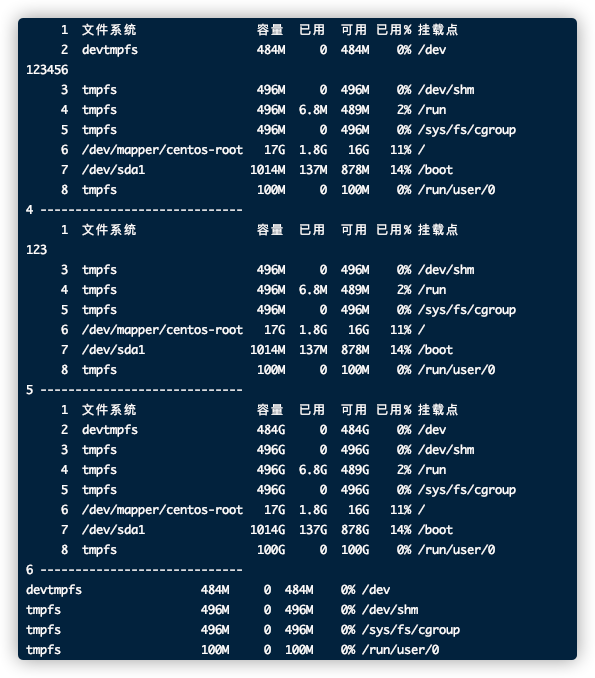 1 文件系统 容量 已用 可用 已用% 挂载点
2 devtmpfs 484M 0 484M 0% /dev
123456
3 tmpfs 496M 0 496M 0% /dev/shm
4 tmpfs 496M 6.8M 489M 2% /run
5 tmpfs 496M 0 496M 0% /sys/fs/cgroup
6 /dev/mapper/centos-root 17G 1.8G 16G 11% /
7 /dev/sda1 1014M 137M 878M 14% /boot
8 tmpfs 100M 0 100M 0% /run/user/0
4 -----------------------------
1 文件系统 容量 已用 可用 已用% 挂载点
123
3 tmpfs 496M 0 496M 0% /dev/shm
4 tmpfs 496M 6.8M 489M 2% /run
5 tmpfs 496M 0 496M 0% /sys/fs/cgroup
6 /dev/mapper/centos-root 17G 1.8G 16G 11% /
7 /dev/sda1 1014M 137M 878M 14% /boot
8 tmpfs 100M 0 100M 0% /run/user/0
5 -----------------------------
1 文件系统 容量 已用 可用 已用% 挂载点
2 devtmpfs 484G 0 484G 0% /dev
3 tmpfs 496G 0 496G 0% /dev/shm
4 tmpfs 496G 6.8G 489G 2% /run
5 tmpfs 496G 0 496G 0% /sys/fs/cgroup
6 /dev/mapper/centos-root 17G 1.8G 16G 11% /
7 /dev/sda1 1014G 137G 878G 14% /boot
8 tmpfs 100G 0 100G 0% /run/user/0
6 -----------------------------
devtmpfs 484M 0 484M 0% /dev
tmpfs 496M 0 496M 0% /dev/shm
tmpfs 496M 0 496M 0% /sys/fs/cgroup
tmpfs 100M 0 100M 0% /run/user/0